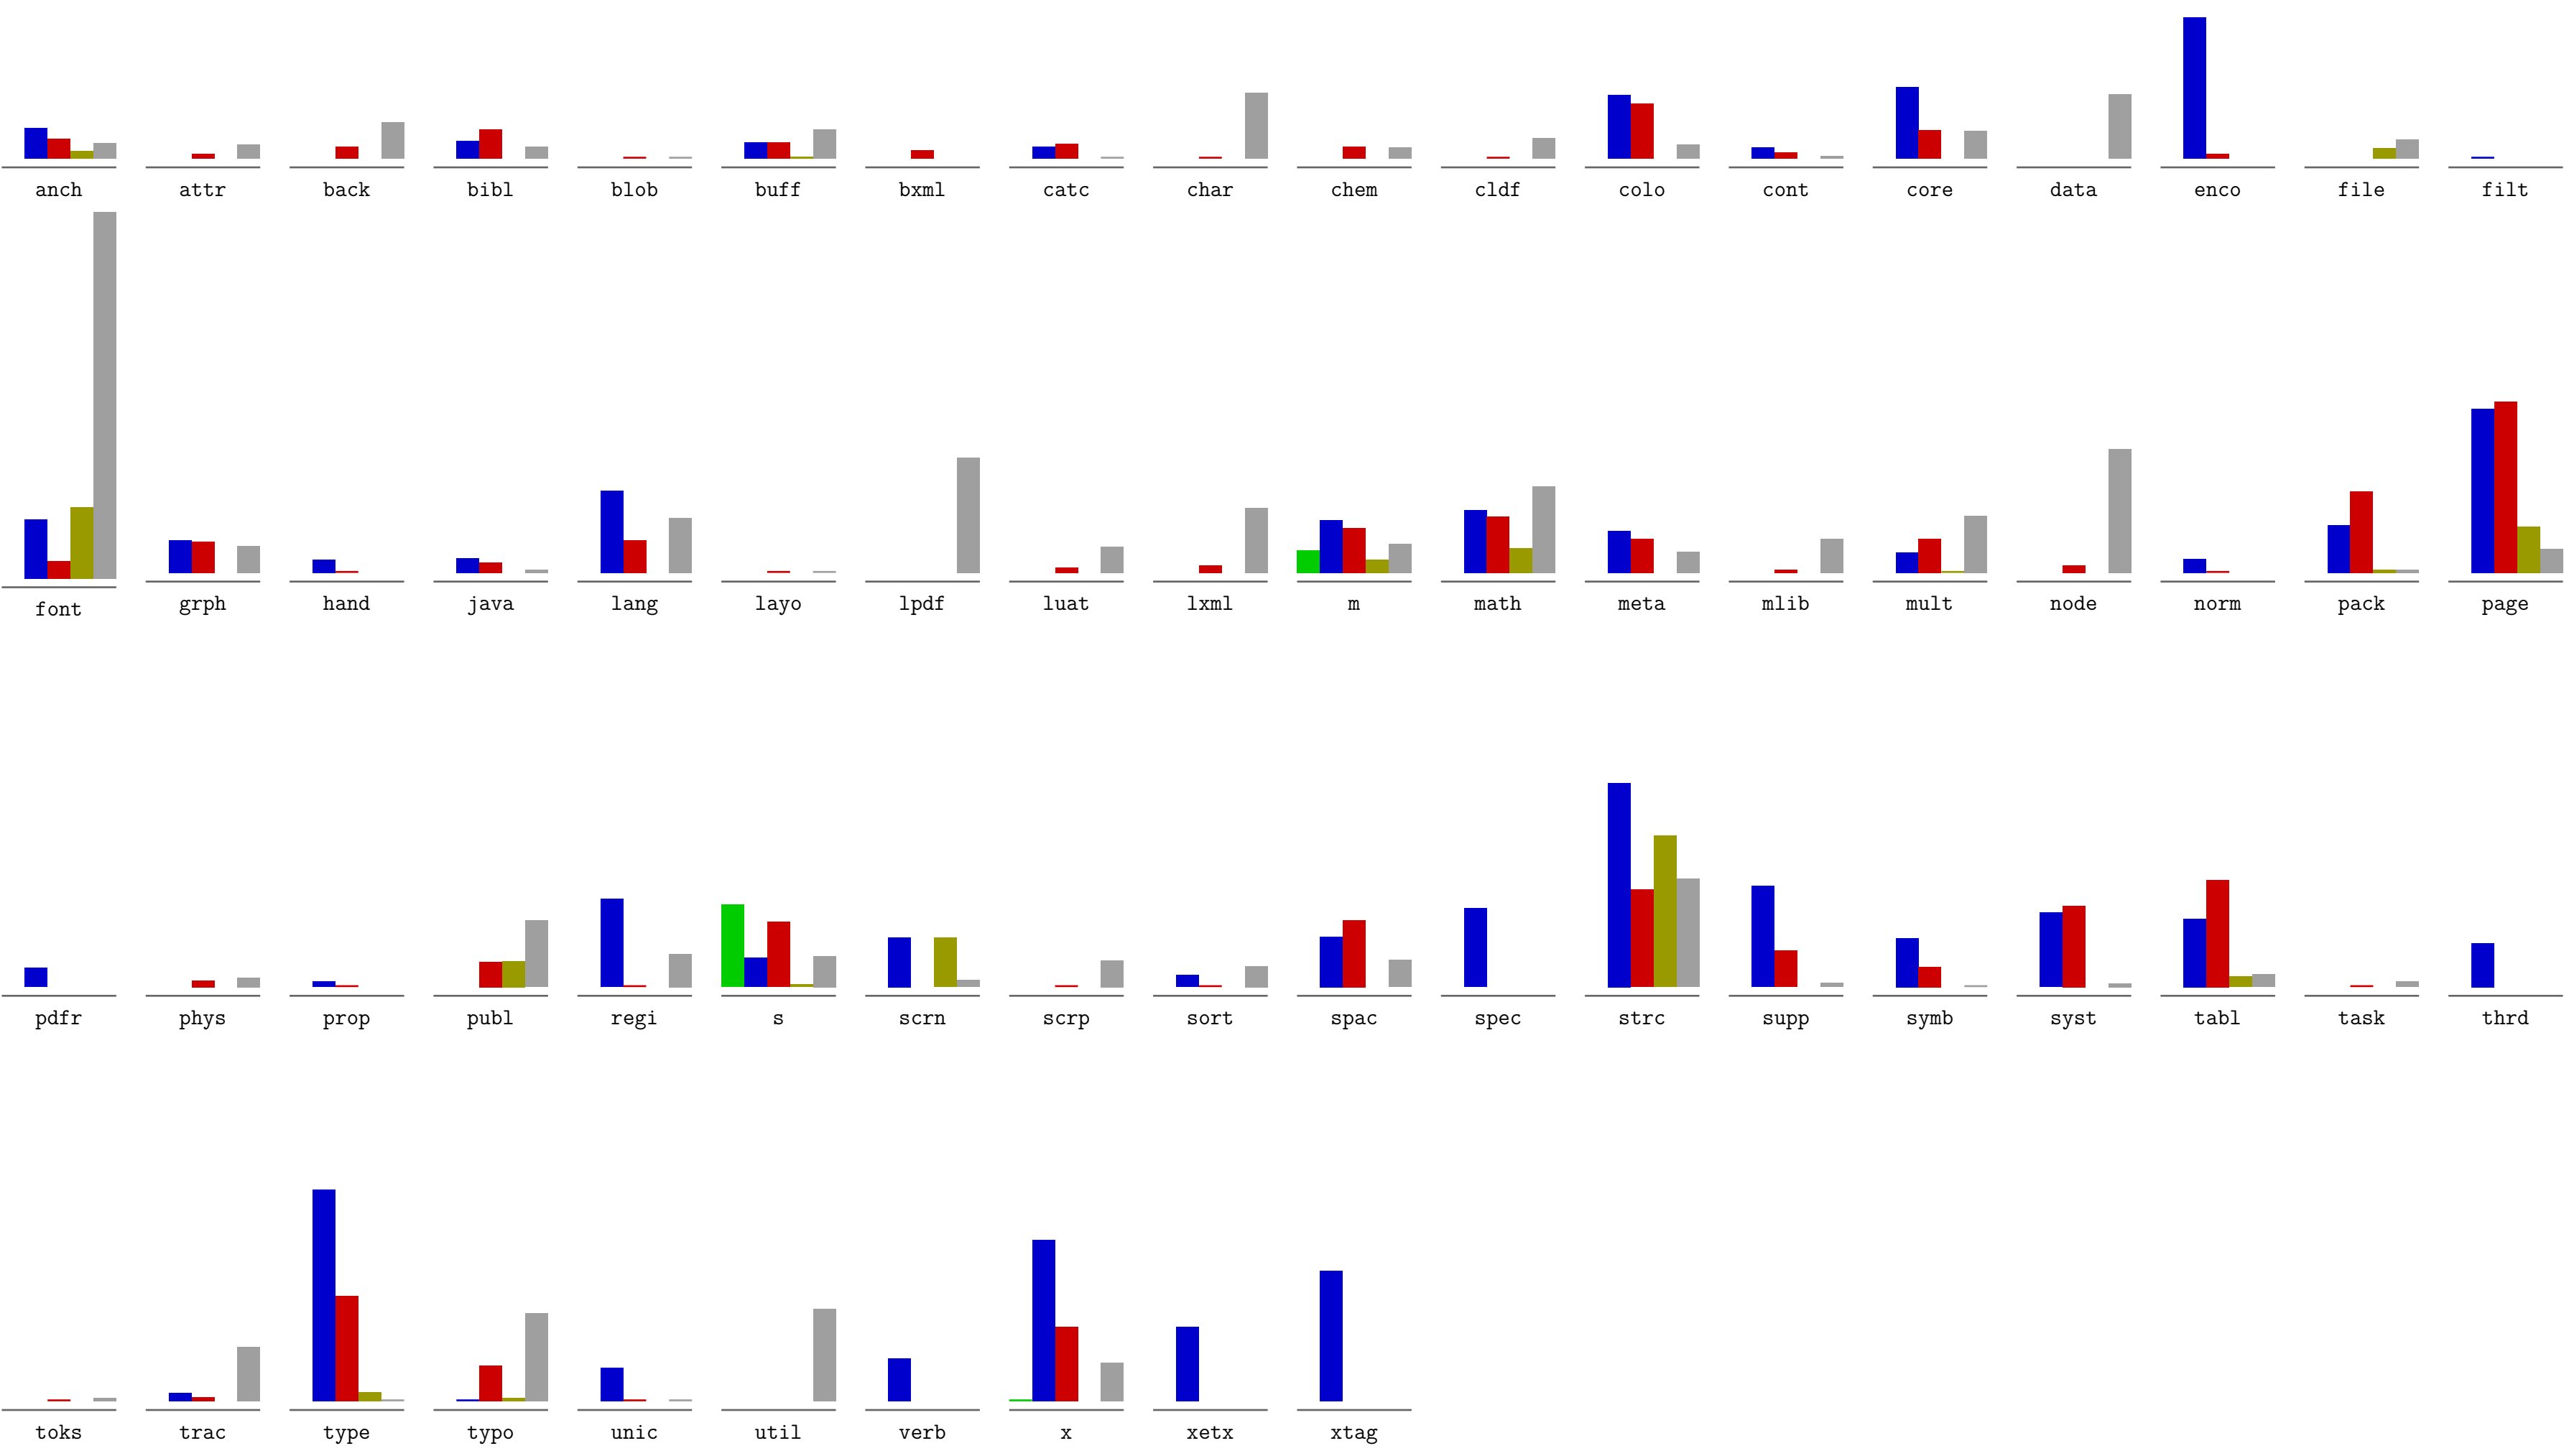 anch attr back bibl blob buff bxml catc char chem cldf colo cont core data enco file filt
font grph hand java lang layo lpdf luat lxml m math meta mlib mult node norm pack page
pdfr phys prop publ regi s scrn scrp sort spac spec strc supp symb syst tabl task thrd
toks trac type typo unic util verb x xetx xtag